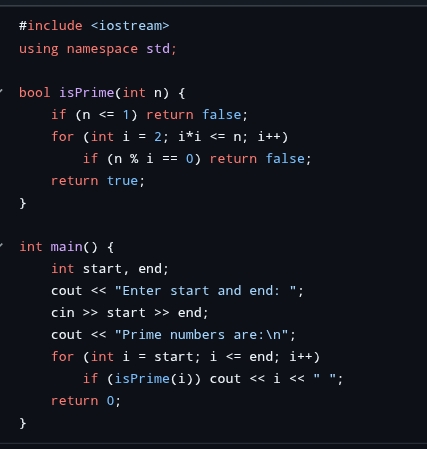 #include <iostream>
using namespace std;

bool isPrime(int n) {
    if (n <= 1) return false;
    for (int i = 2; i*i <= n; i++)
        if (n % i == 0) return false;
    return true;
}

int main() {
    int start, end;
    cout << "Enter start and end: ";
    cin >> start >> end;
    cout << "Prime numbers are:\n";
    for (int i = start; i <= end; i++)
        if (isPrime(i)) cout << i << " ";
    return 0;
}